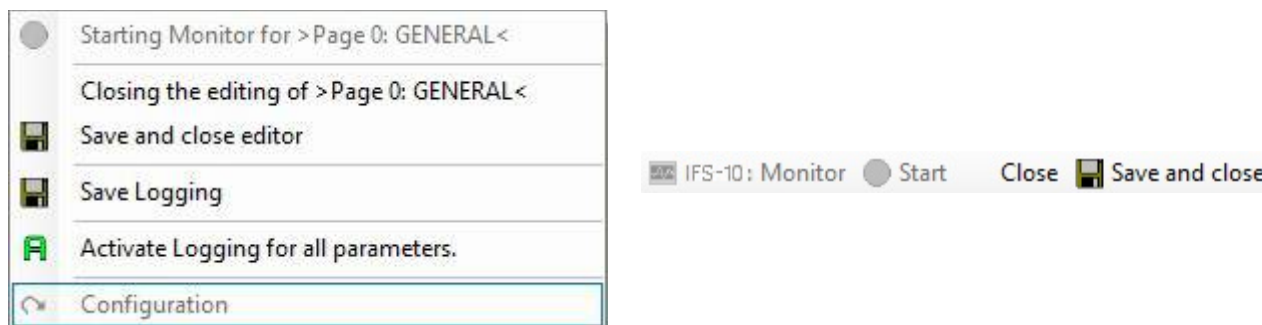 Starting Monitor for >Page 0: GENERAL<
Closing the editing of >Page 0: GENERAL<
Save and close editor
Save Logging
Activate Logging for all parameters.
Configuration
IFS-10: Monitor Start Close Save and close